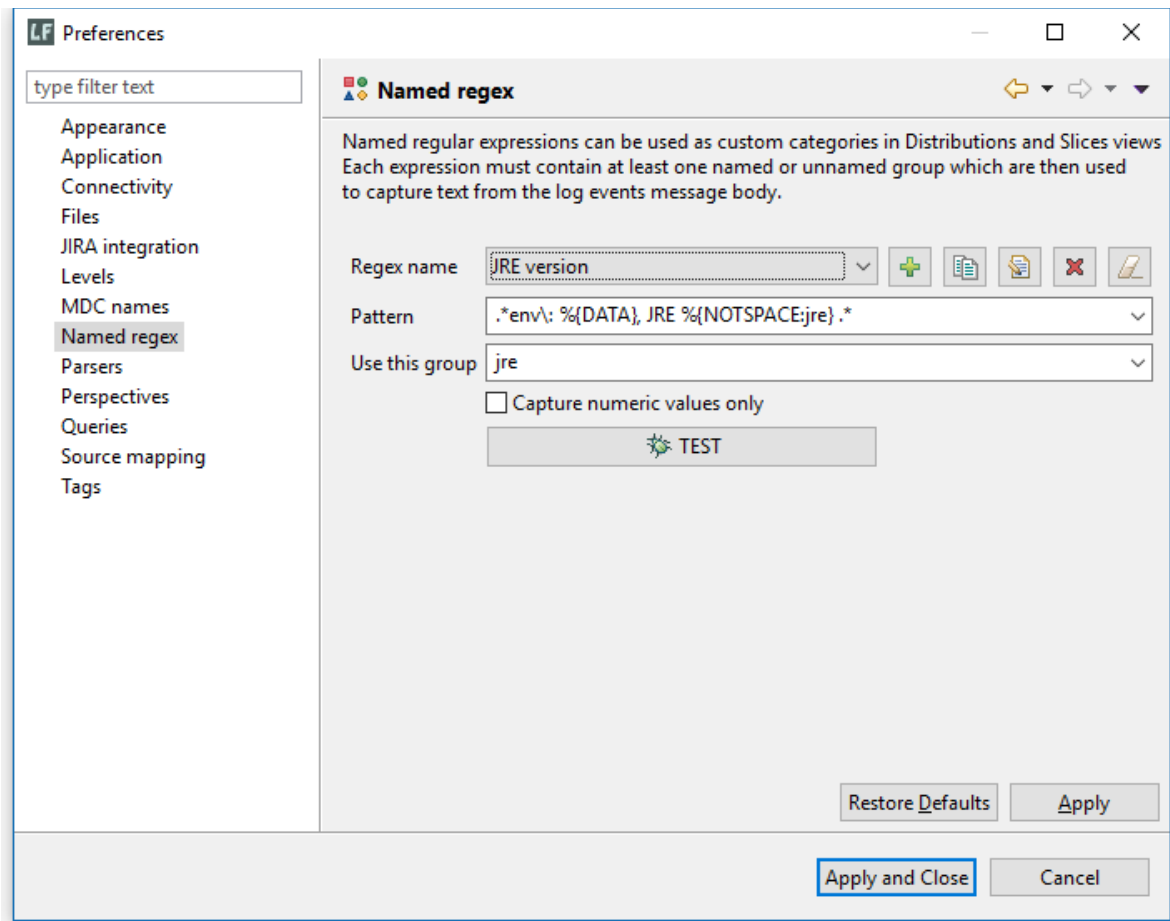 LF Preferences
type filter text
Appearance
Application
Connectivity
Files
JIRA integration
Levels
MDC names
Named regex
Parsers
Perspectives
Queries
Source mapping
Tags
Named regex
Named regular expressions can be used as custom categories in Distributions and Slices views
Each expression must contain at least one named or unnamed group which are then used
to capture text from the log events message body.
Regex name JRE version
Pattern .*env\: %{DATA}, JRE %{NOTSPACE:jre} .*
Use this group jre
Capture numeric values only
TEST
Restore Defaults Apply
Apply and Close Cancel